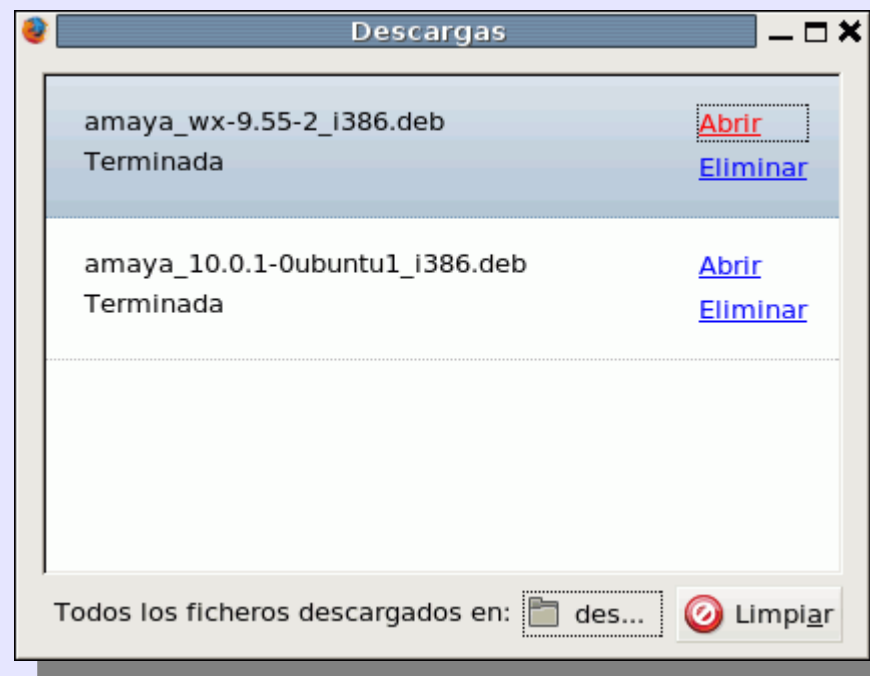 Descargas
amaya_wx-9.55-2_i386.deb Abrir
Terminada Eliminar
amaya_10.0.1-0ubuntu1_i386.deb Abrir
Terminada Eliminar
Todos los ficheros descargados en: des... Limpiar